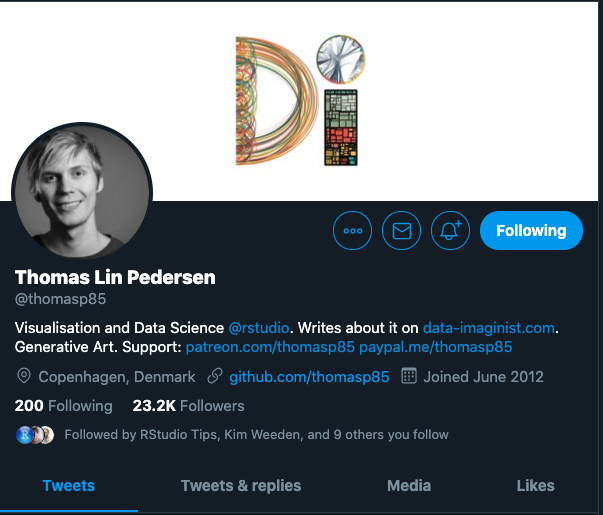 Di
Following
Thomas Lin Pedersen
@thomasp85
Visualisation and Data Science @rstudio. Writes about it on data-imaginist.com.
Generative Art. Support: patreon.com/thomasp85 paypal.me/thomasp85
Copenhagen, Denmark github.com/thomasp85 Joined June 2012
200 Following 23.2K Followers
R
Followed by RStudio Tips, Kim Weeden, and 9 others you follow
Tweets Tweets & replies Media Likes